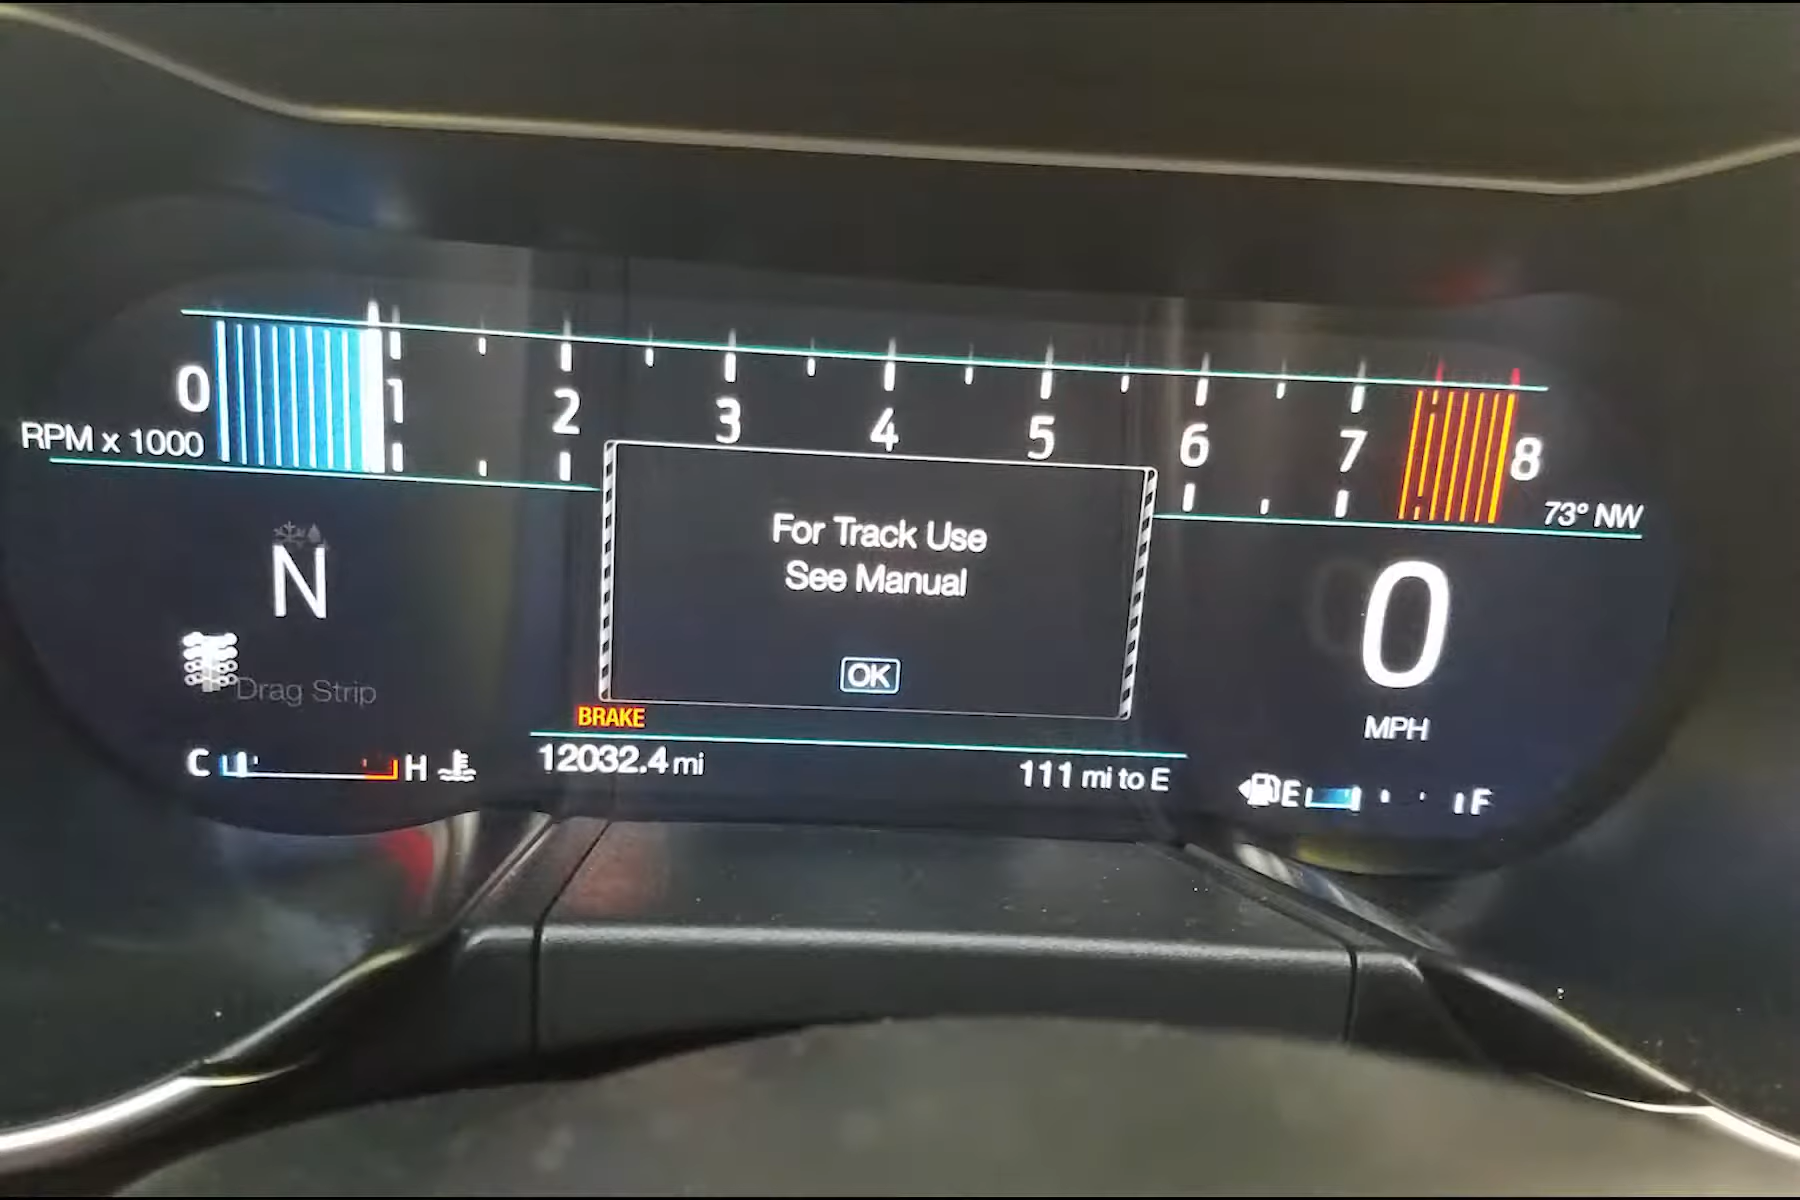 0 1 2 3 4 5 6 7 8
RPM x 1000
73° NW
N
For Track Use
See Manual
OK
0
MPH
Drag Strip
BRAKE
C H
12032.4 mi
111 mi to E
E F